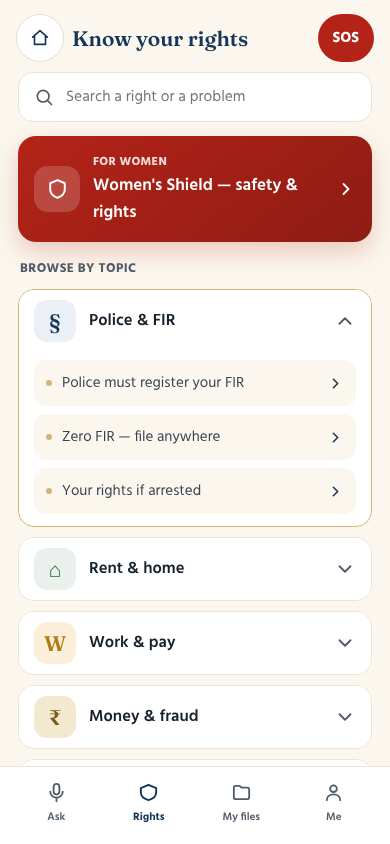 Know your rights
SOS
Search a right or a problem
FOR WOMEN
Women's Shield — safety &
rights
BROWSE BY TOPIC
§
Police & FIR
Police must register your FIR
Zero FIR — file anywhere
Your rights if arrested
⌂
Rent & home
W
Work & pay
₹
Money & fraud
Ask
Rights
My files
Me